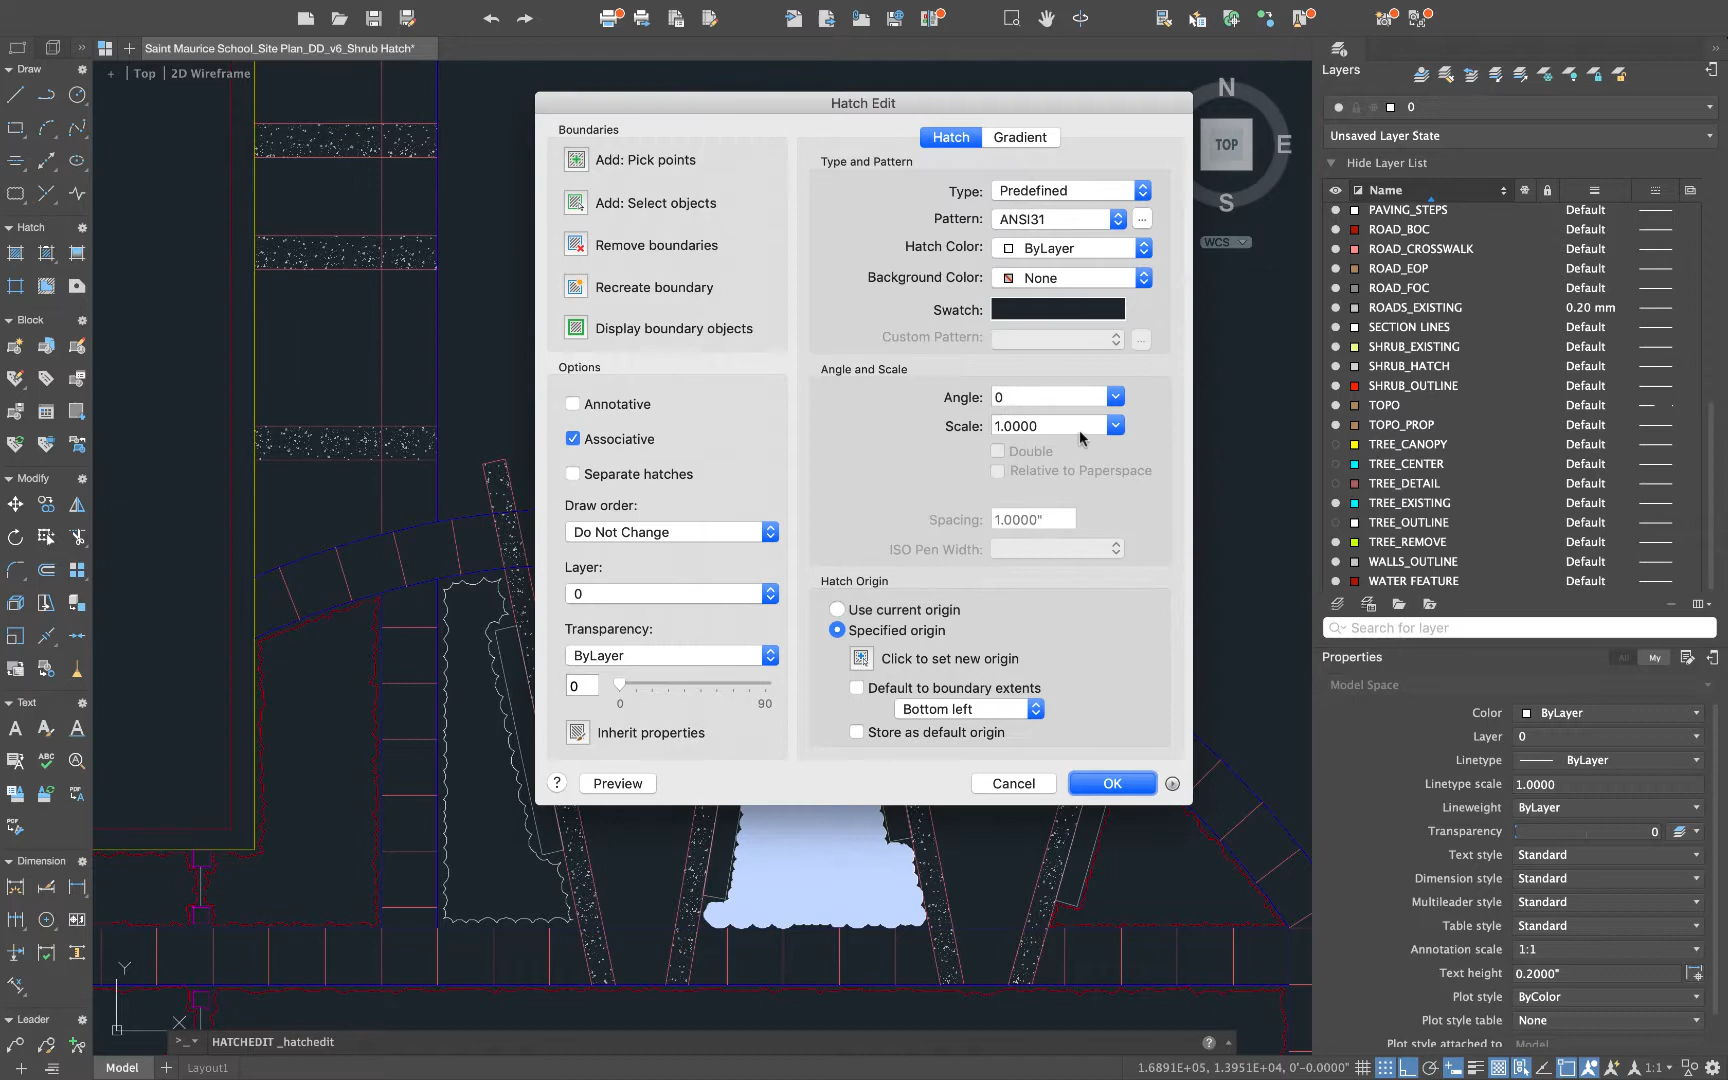 Saint Maurice School_Site Plan_DD_v6_Shrub Hatch*
+ | Top | 2D Wireframe
Draw
Hatch
Block
Modify
Text
Dimension
Leader
N
TOP
E
S
WCS
Hatch Edit
Boundaries
Add: Pick points
Add: Select objects
Remove boundaries
Recreate boundary
Display boundary objects
Options
Annotative
Associative
Separate hatches
Draw order:
Do Not Change
Layer:
0
Transparency:
ByLayer
0
0 90
Inherit properties
? Preview
Hatch Gradient
Type and Pattern
Type: Predefined
Pattern: ANSI31 ...
Hatch Color: ByLayer
Background Color: None
Swatch:
Custom Pattern: ...
Angle and Scale
Angle: 0
Scale: 1.0000
Double
Relative to Paperspace
Spacing: 1.0000"
ISO Pen Width:
Hatch Origin
Use current origin
Specified origin
Click to set new origin
Default to boundary extents
Bottom left
Store as default origin
Cancel OK
Y
X
>_ HATCHEDIT _hatchedit ?
Model + Layout1
1.6891E+05, 1.3951E+04, 0'-0.0000"
1:1
Layers
0
Unsaved Layer State
Hide Layer List
Name
PAVING_STEPS Default
ROAD_BOC Default
ROAD_CROSSWALK Default
ROAD_EOP Default
ROAD_FOC Default
ROADS_EXISTING 0.20 mm
SECTION LINES Default
SHRUB_EXISTING Default
SHRUB_HATCH Default
SHRUB_OUTLINE Default
TOPO Default
TOPO_PROP Default
TREE_CANOPY Default
TREE_CENTER Default
TREE_DETAIL Default
TREE_EXISTING Default
TREE_OUTLINE Default
TREE_REMOVE Default
WALLS_OUTLINE Default
WATER FEATURE Default
Search for layer
Properties All My
Model Space
Color ByLayer
Layer 0
Linetype ByLayer
Linetype scale 1.0000
Lineweight ByLayer
Transparency 0
Text style Standard
Dimension style Standard
Multileader style Standard
Table style Standard
Annotation scale 1:1
Text height 0.2000"
Plot style ByColor
Plot style table None
Plot style attached to Model